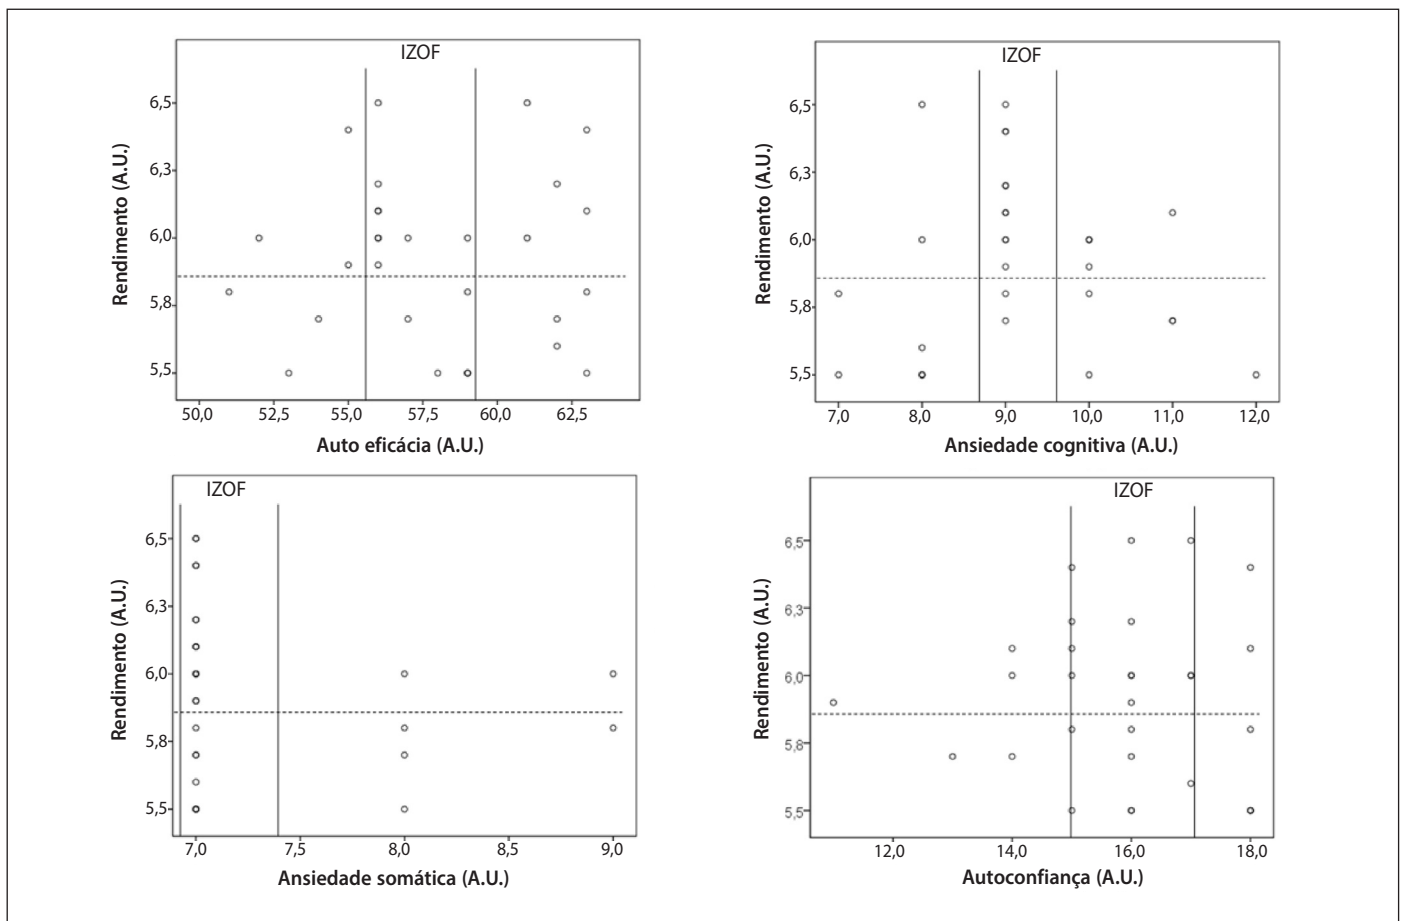 IZOF
6,5
6,3
6,0
5,8
5,5
Rendimento (A.U.)
50,0 52,5 55,0 57,5 60,0 62,5
Auto eficácia (A.U.)
IZOF
6,5
6,3
6,0
5,8
5,5
Rendimento (A.U.)
7,0 8,0 9,0 10,0 11,0 12,0
Ansiedade cognitiva (A.U.)
IZOF
6,5
6,3
6,0
5,8
5,5
Rendimento (A.U.)
7,0 7,5 8,0 8,5 9,0
Ansiedade somática (A.U.)
IZOF
6,5
6,3
6,0
5,8
5,5
Rendimento (A.U.)
12,0 14,0 16,0 18,0
Autoconfiança (A.U.)